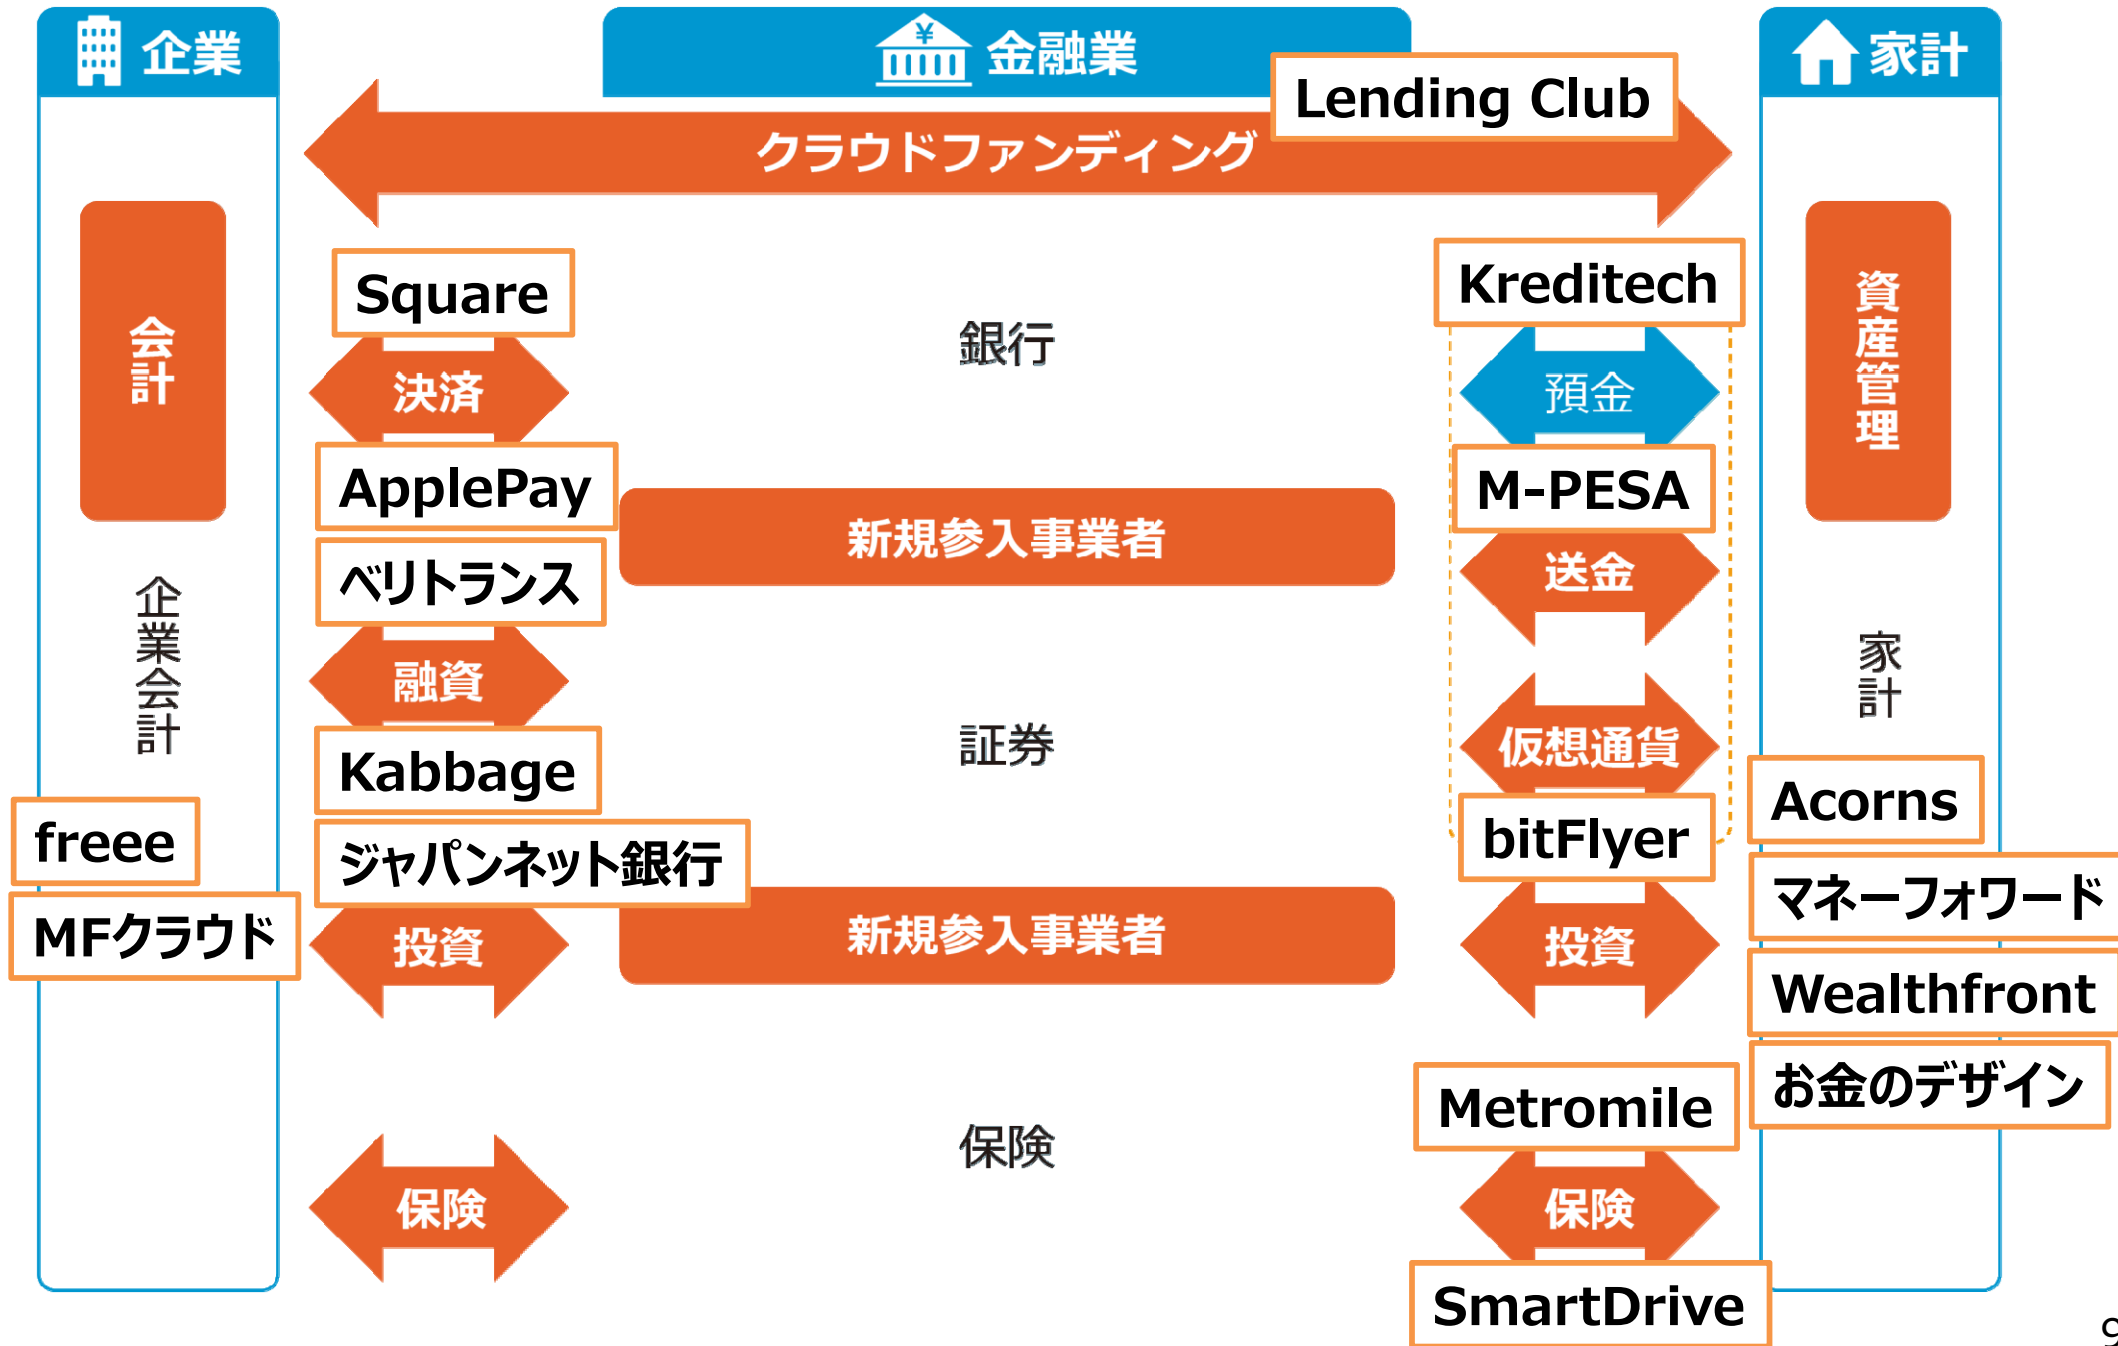 企業
¥
金融業
家計
Lending Club
クラウドファンディング
会計
企業会計
freee
MFクラウド
Square
決済
ApplePay
ベリトランス
融資
Kabbage
ジャパンネット銀行
投資
保険
銀行
新規参入事業者
証券
新規参入事業者
保険
Kreditech
預金
M-PESA
送金
仮想通貨
bitFlyer
投資
Metromile
保険
SmartDrive
資産管理
家計
Acorns
マネーフォワード
Wealthfront
お金のデザイン
9